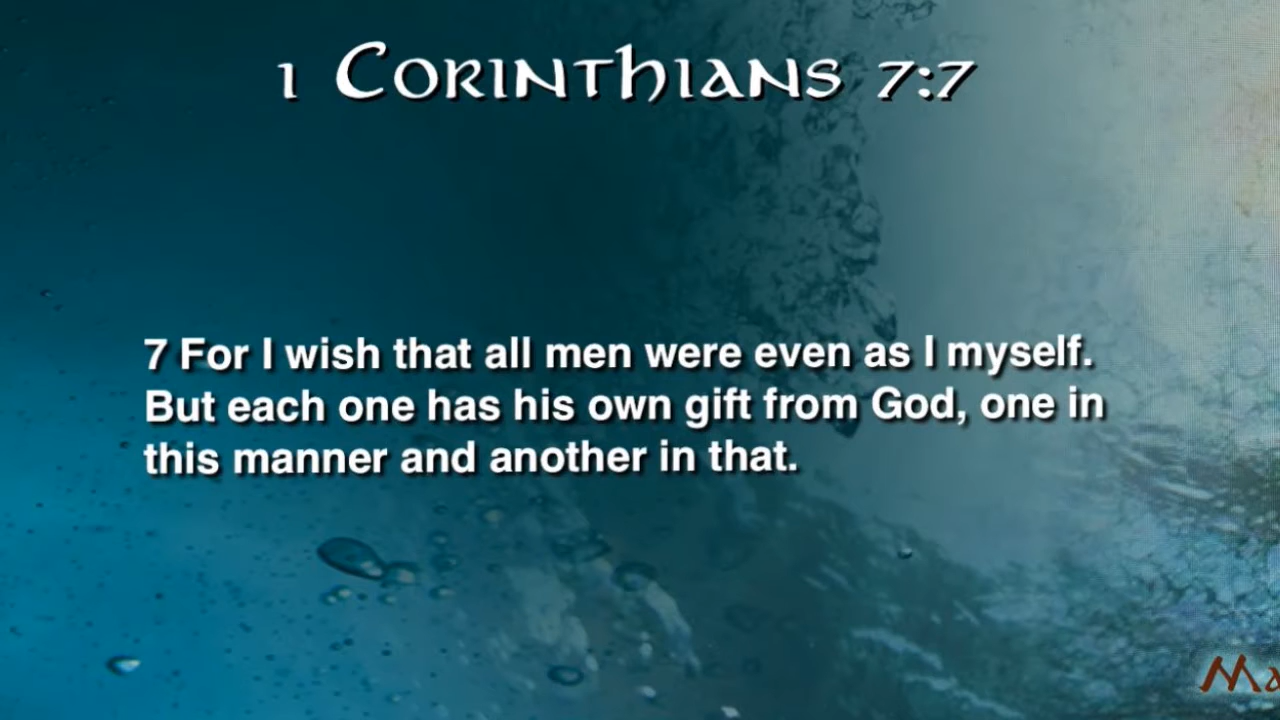 1 Corinthians 7:7
7 For I wish that all men were even as I myself.
But each one has his own gift from God, one in
this manner and another in that.